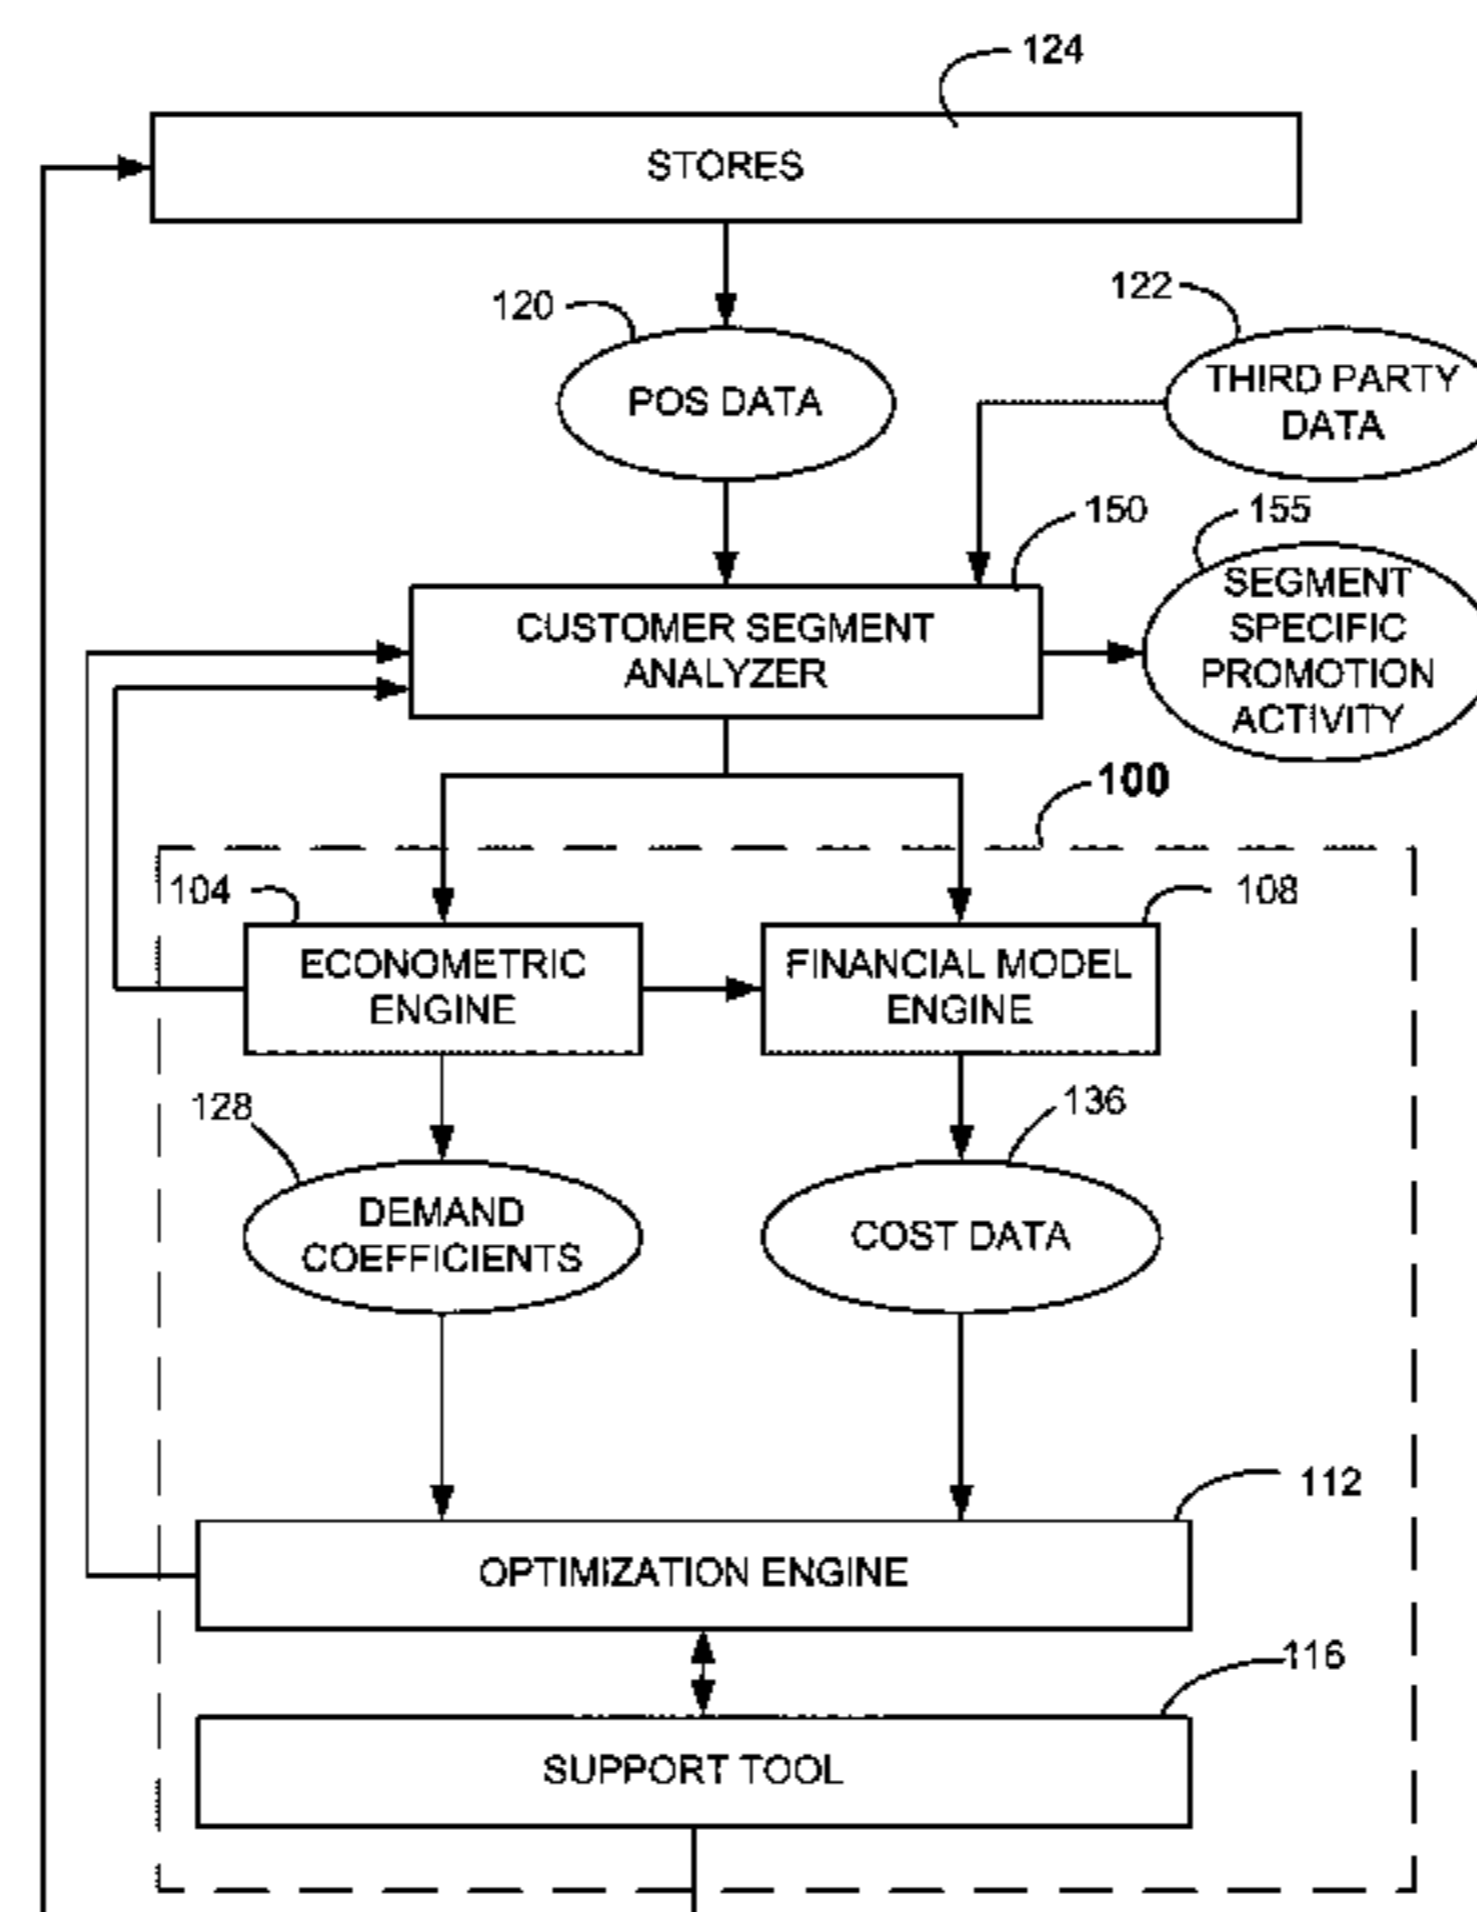 124
STORES
120
122
POS DATA
THIRD PARTY
DATA
150
155
CUSTOMER SEGMENT
ANALYZER
SEGMENT
SPECIFIC
PROMOTION
ACTIVITY
100
104
108
ECONOMETRIC
ENGINE
FINANCIAL MODEL
ENGINE
128
136
DEMAND
COEFFICIENTS
COST DATA
112
OPTIMIZATION ENGINE
116
SUPPORT TOOL